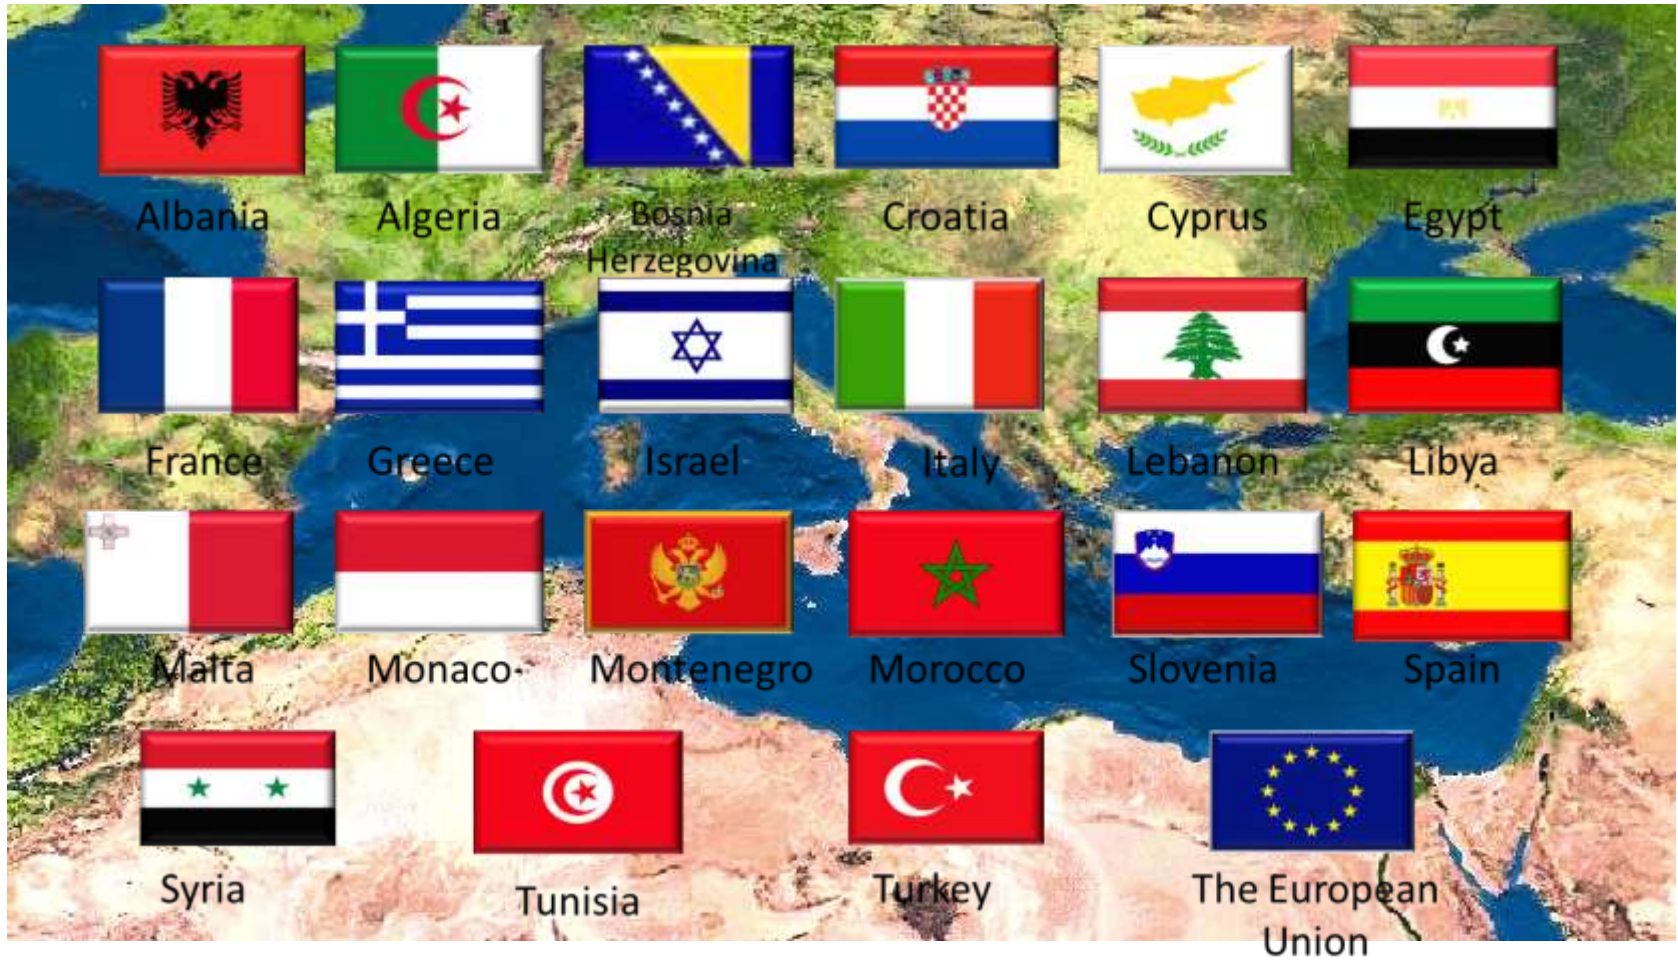 Albania
Algeria
Bosnia
Herzegovina
Croatia
Cyprus
Egypt
France
Greece
Israel
Italy
Lebanon
Libya
Malta
Monaco
Montenegro
Morocco
Slovenia
Spain
Syria
Tunisia
Turkey
The European
Union